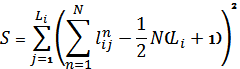 S = \sum_{j=1}^{L_i} \left( \sum_{n=1}^{N} l_{ij}^{n} - \frac{1}{2} N(L_i + 1) \right)^2